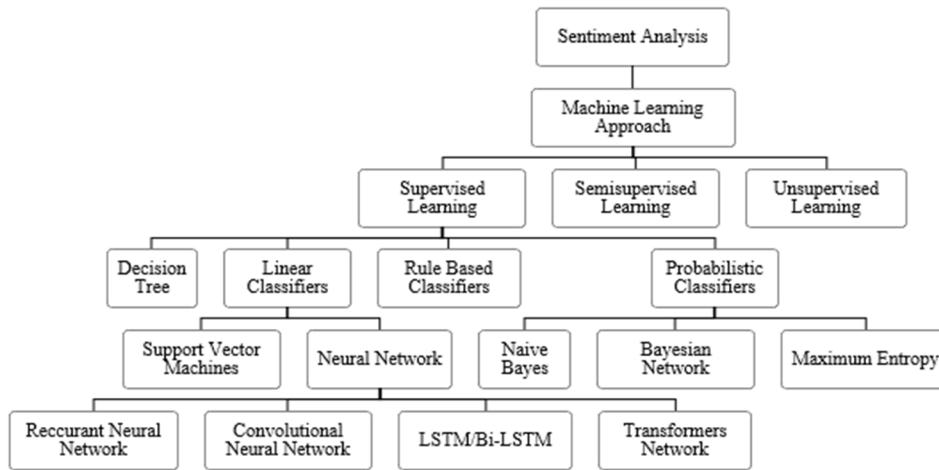 Sentiment Analysis
Machine Learning
Approach
Supervised
Learning
Semisupervised
Learning
Unsupervised
Learning
Decision
Tree
Linear
Classifiers
Rule Based
Classifiers
Probabilistic
Classifiers
Support Vector
Machines
Neural Network
Naive
Bayes
Bayesian
Network
Maximum Entropy
Reccurant Neural
Network
Convolutional
Neural Network
LSTM/Bi-LSTM
Transformers
Network